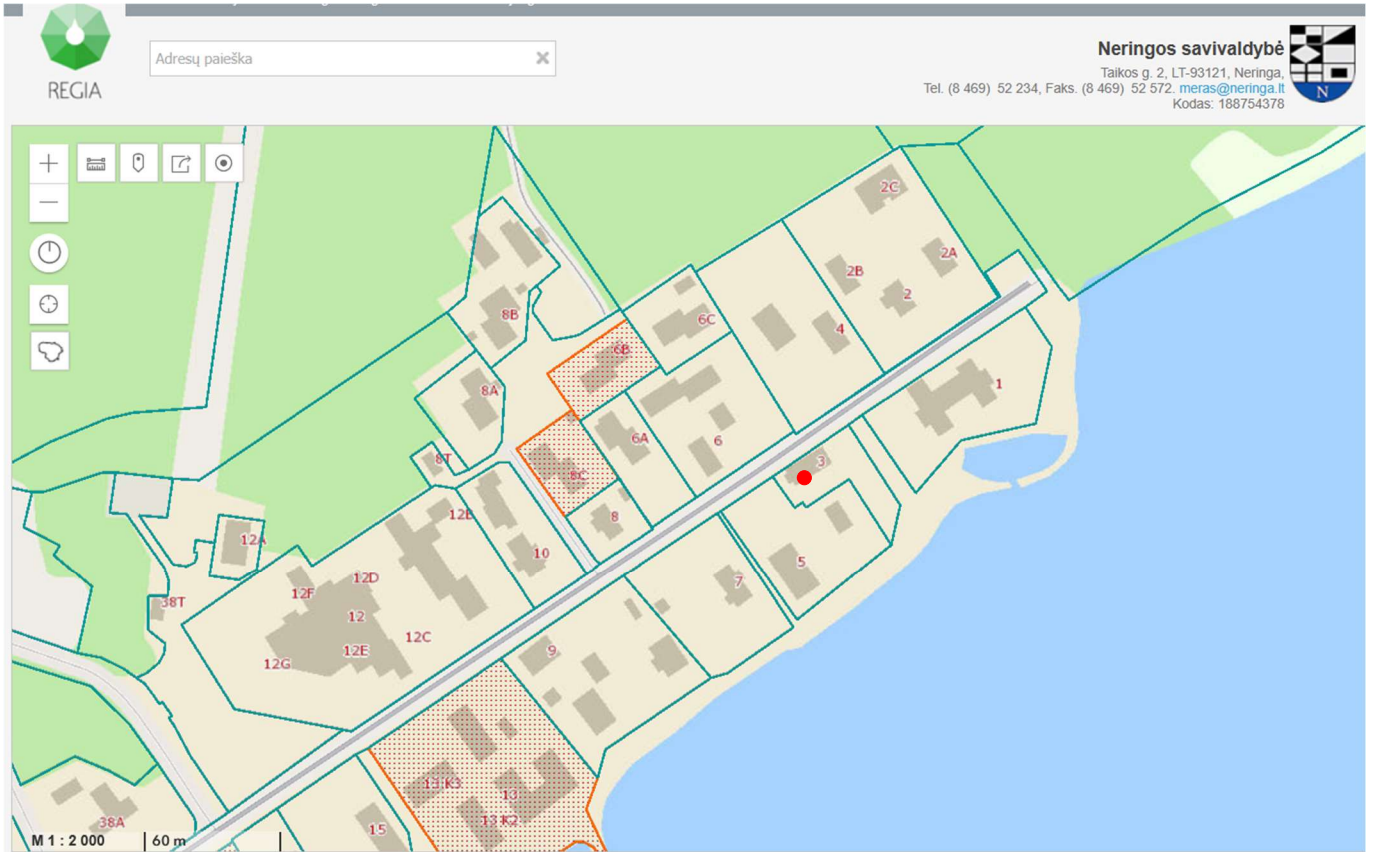 REGIA
Adresų paieška
Neringos savivaldybė
Taikos g. 2, LT-93121, Neringa,
Tel. (8 469) 52 234, Faks. (8 469) 52 572. meras@neringa.lt
Kodas: 188754378
N
2C
2A
2B
2
4
6C
8B
6B
1
8A
6A
6
3
8T
8C
12B
8
12A
10
5
12D
7
12F
38T
12
12C
12E
9
12G
13 K3
13
13 K2
38A
15
M 1 : 2 000
60 m